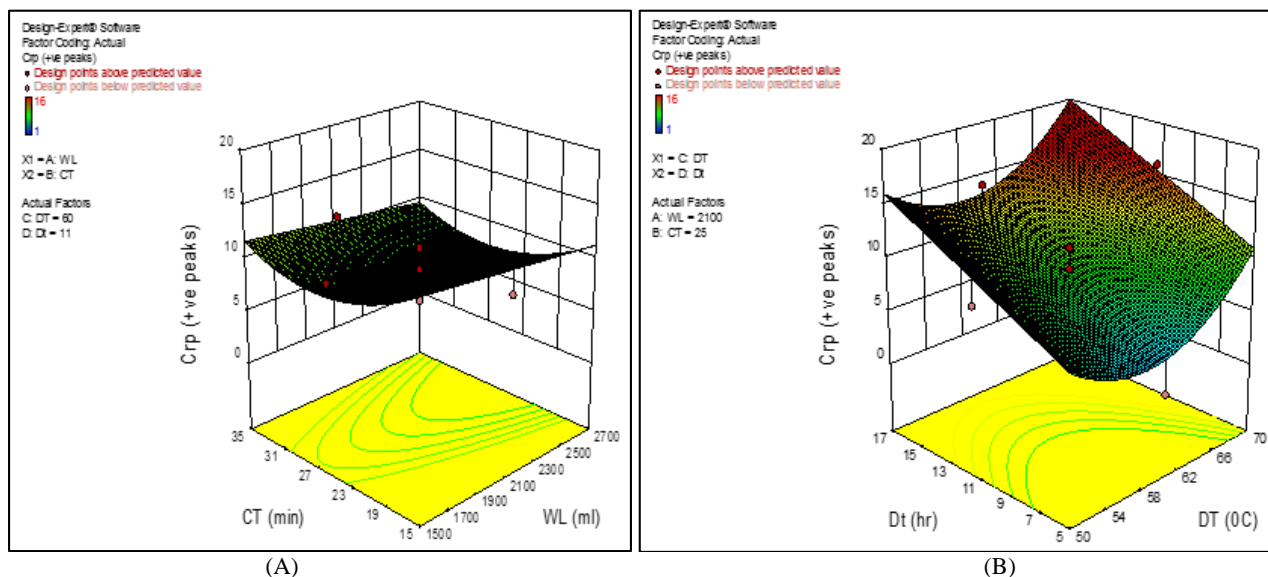 Design-Expert® Software
Factor Coding: Actual
Crp (+ve peaks)
Design points above predicted value
Design points below predicted value
16
1
X1 = A: WL
X2 = B: CT
Actual Factors
C: DT = 60
D: Dt = 11
20
15
10
5
0
Crp (+ve peaks)
35
31
27
23
19
15
CT (min)
1500
1700
1900
2100
2300
2500
2700
WL (ml)
(A)
Design-Expert® Software
Factor Coding: Actual
Crp (+ve peaks)
Design points above predicted value
Design points below predicted value
16
1
X1 = C: DT
X2 = D: Dt
Actual Factors
A: WL = 2100
B: CT = 25
20
15
10
5
0
Crp (+ve peaks)
17
15
13
11
9
7
5
Dt (hr)
50
54
58
62
66
70
DT (0C)
(B)